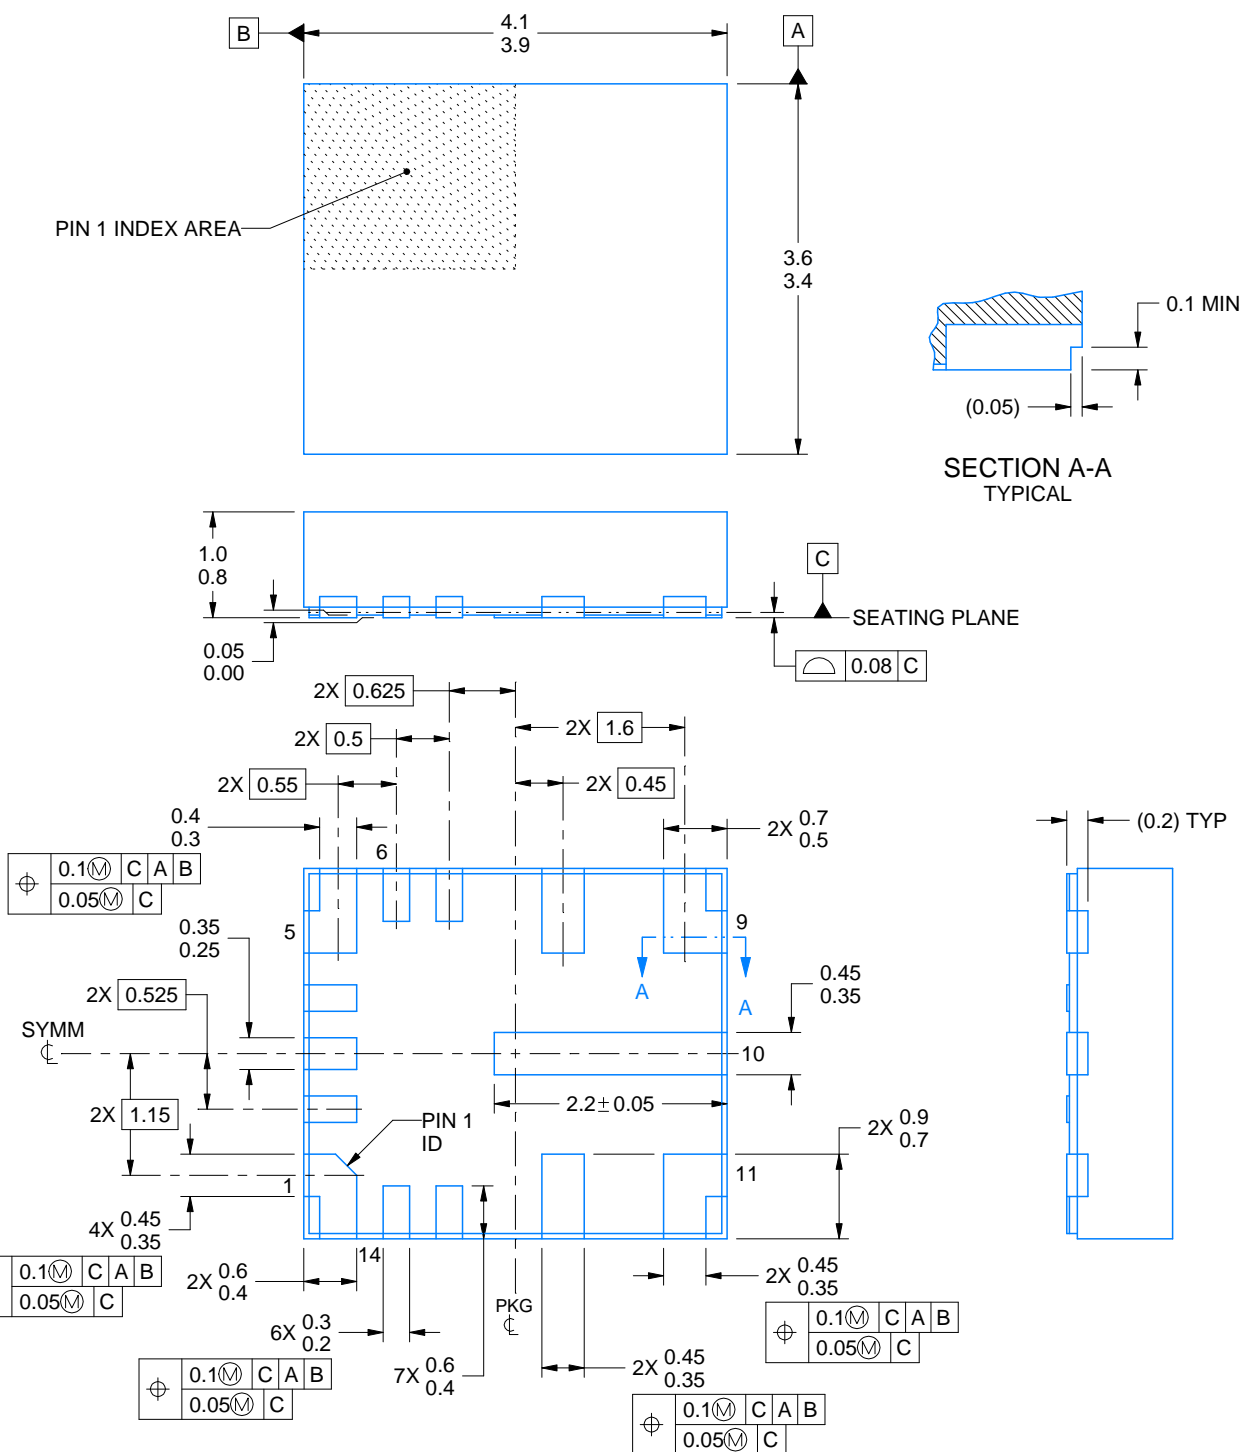 B
4.1
3.9
A
PIN 1 INDEX AREA
3.6
3.4
0.1 MIN
(0.05)
SECTION A-A
TYPICAL
1.0
0.8
C
SEATING PLANE
0.05
0.00
0.08 C
2X 0.625
2X 0.5
2X 1.6
2X 0.55
2X 0.45
0.4
0.3
6
2X 0.7
0.5
(0.2) TYP
0.1Ⓜ C A B
0.05Ⓜ C
5
9
0.35
0.25
A
A
0.45
0.35
2X 0.525
SYMM
℄
10
2X 1.15
2.2±0.05
PIN 1
ID
2X 0.9
0.7
1
11
4X 0.45
0.35
14
0.1Ⓜ C A B
0.05Ⓜ C
2X 0.6
0.4
2X 0.45
0.35
PKG
℄
0.1Ⓜ C A B
0.05Ⓜ C
6X 0.3
0.2
7X 0.6
0.4
2X 0.45
0.35
0.1Ⓜ C A B
0.05Ⓜ C
0.1Ⓜ C A B
0.05Ⓜ C